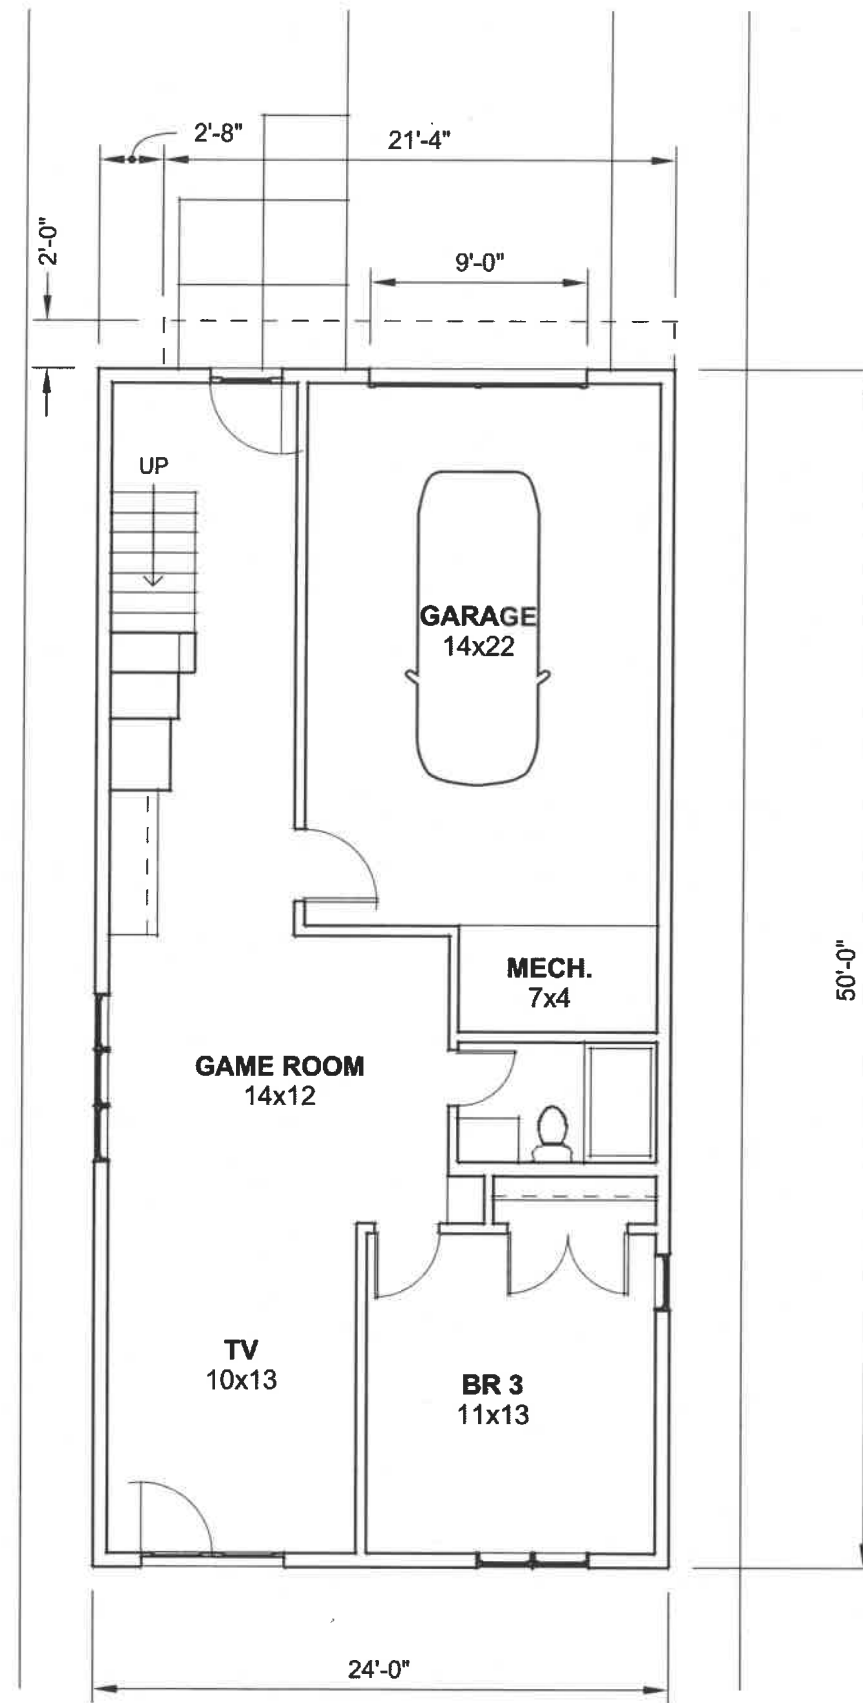 2'-8"
21'-4"
2'-0"
9'-0"
UP
GARAGE
14x22
MECH.
7x4
50'-0"
GAME ROOM
14x12
TV
10x13
BR 3
11x13
24'-0"